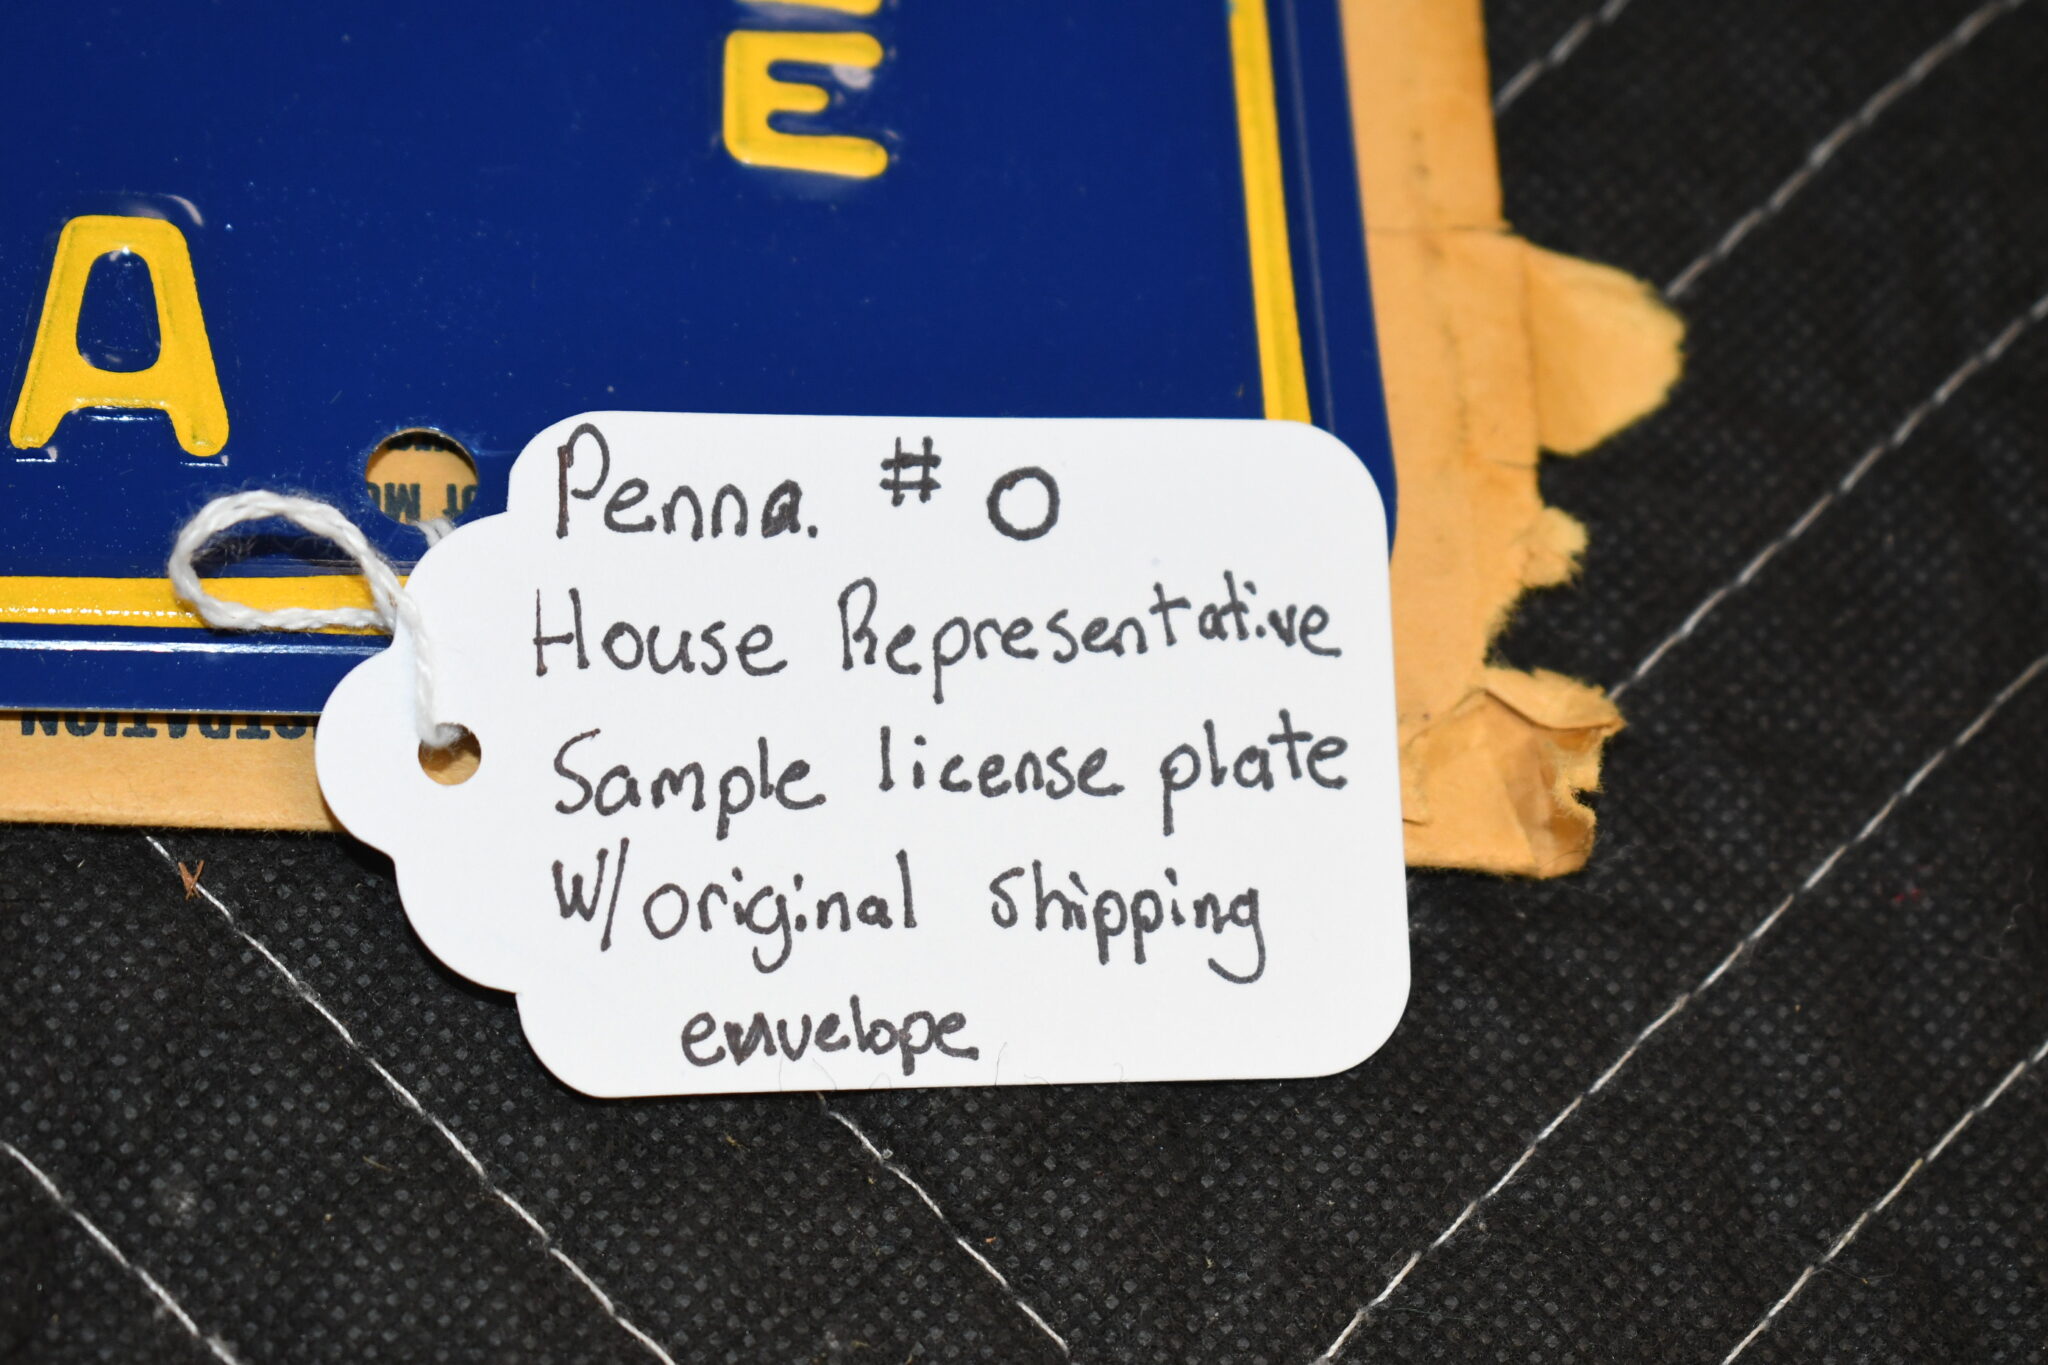 E
A
Penna. # 0
House Representative
Sample license plate
W/original shipping
envelope